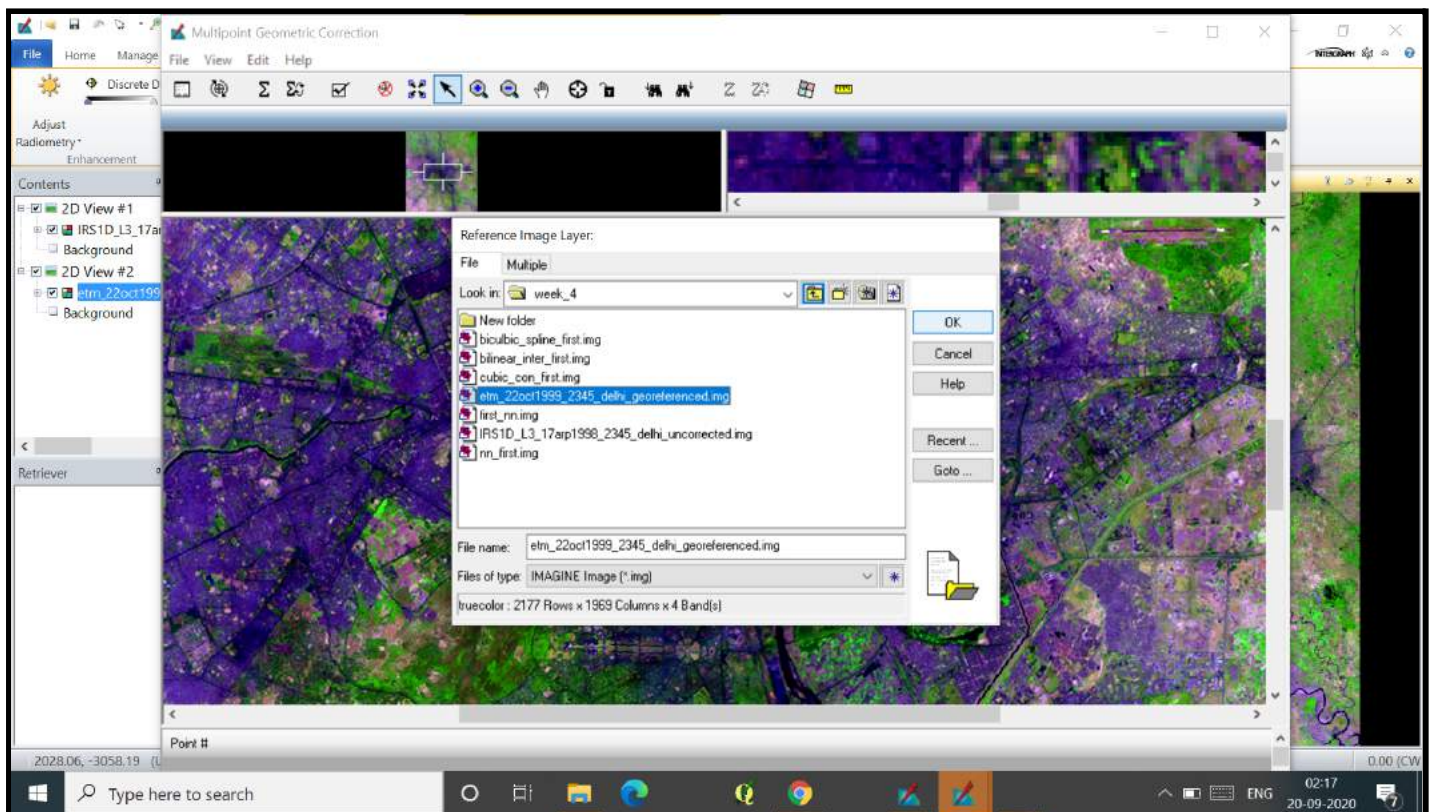 Multipoint Geometric Correction
File Home Manage
File View Edit Help
INTERGRAPH
Discrete D
Adjust
Radiometry
Enhancement
Contents
2D View #1
IRS1D_L3_17ar
Background
2D View #2
etm_22oct199
Background
Retriever
Reference Image Layer:
File Multiple
Look in: week_4
New folder
biculbic_spline_first.img
bilinear_inter_first.img
cubic_con_first.img
etm_22oct1999_2345_delhi_georeferenced.img
first_nn.img
IRS1D_L3_17arp1998_2345_delhi_uncorrected.img
nn_first.img
OK
Cancel
Help
Recent ...
Goto ...
File name: etm_22oct1999_2345_delhi_georeferenced.img
Files of type: IMAGINE Image (*.img)
truecolor : 2177 Rows x 1969 Columns x 4 Band(s)
Point #
2028.06, -3058.19 (U
0.00 (CW
Type here to search
ENG
02:17
20-09-2020
7